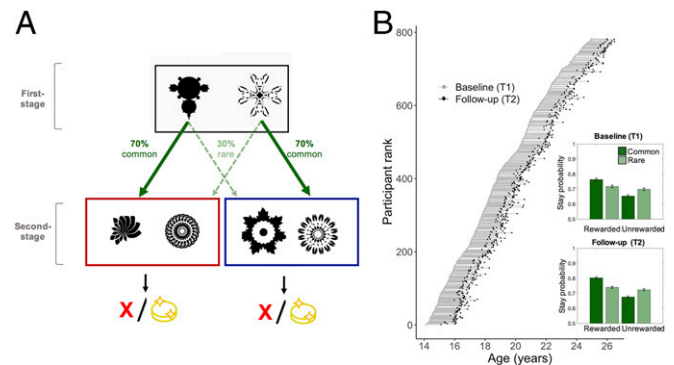 A
First-
stage
70%
common
30%
rare
70%
common
Second-
stage
X / X /
B
800
600
400
200
0
Participant rank
Baseline (T1)
Follow-up (T2)
14 16 18 20 22 24 26
Age (years)
Baseline (T1)
Common
Rare
Stay probability
1
0.9
0.8
0.7
0.6
0.5
Rewarded Unrewarded
Follow-up (T2)
Stay probability
1
0.9
0.8
0.7
0.6
0.5
Rewarded Unrewarded